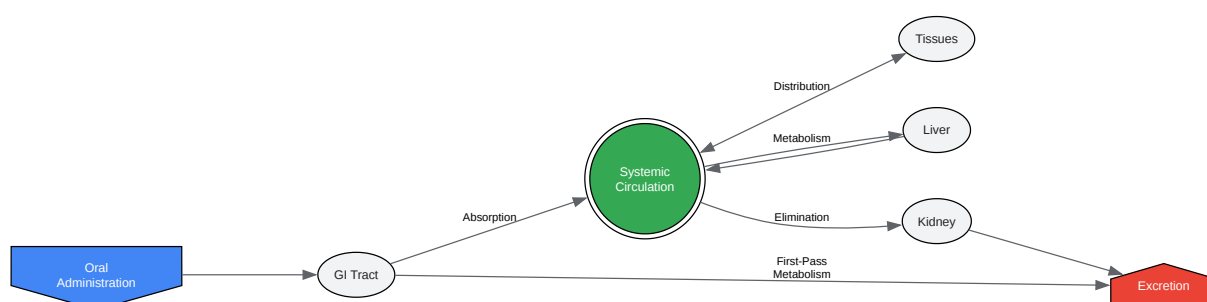 Tissues
Distribution
Liver
Metabolism
Systemic
Circulation
Absorption
Elimination
Kidney
Oral
Administration
GI Tract
First-Pass
Metabolism
Excretion